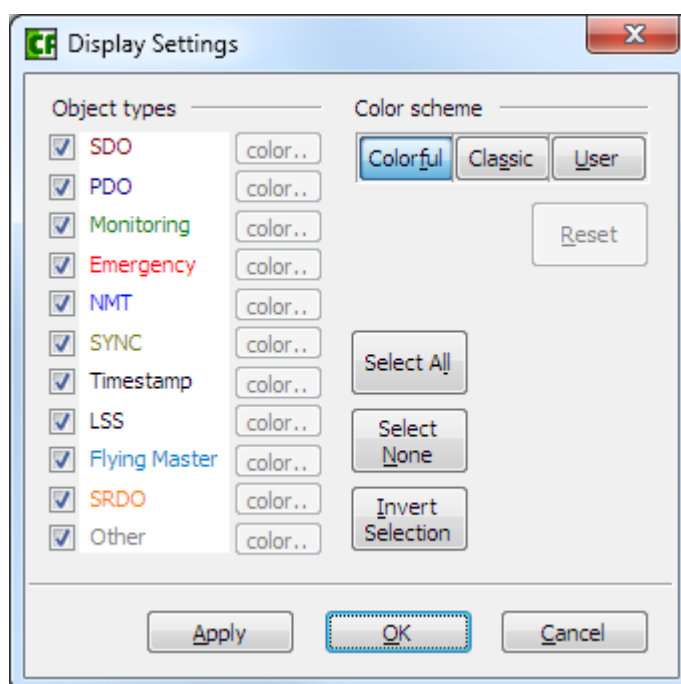 CF Display Settings
Object types
SDO color..
PDO color..
Monitoring color..
Emergency color..
NMT color..
SYNC color..
Timestamp color..
LSS color..
Flying Master color..
SRDO color..
Other color..
Color scheme
Colorful Classic User
Reset
Select All
Select
None
Invert
Selection
Apply OK Cancel